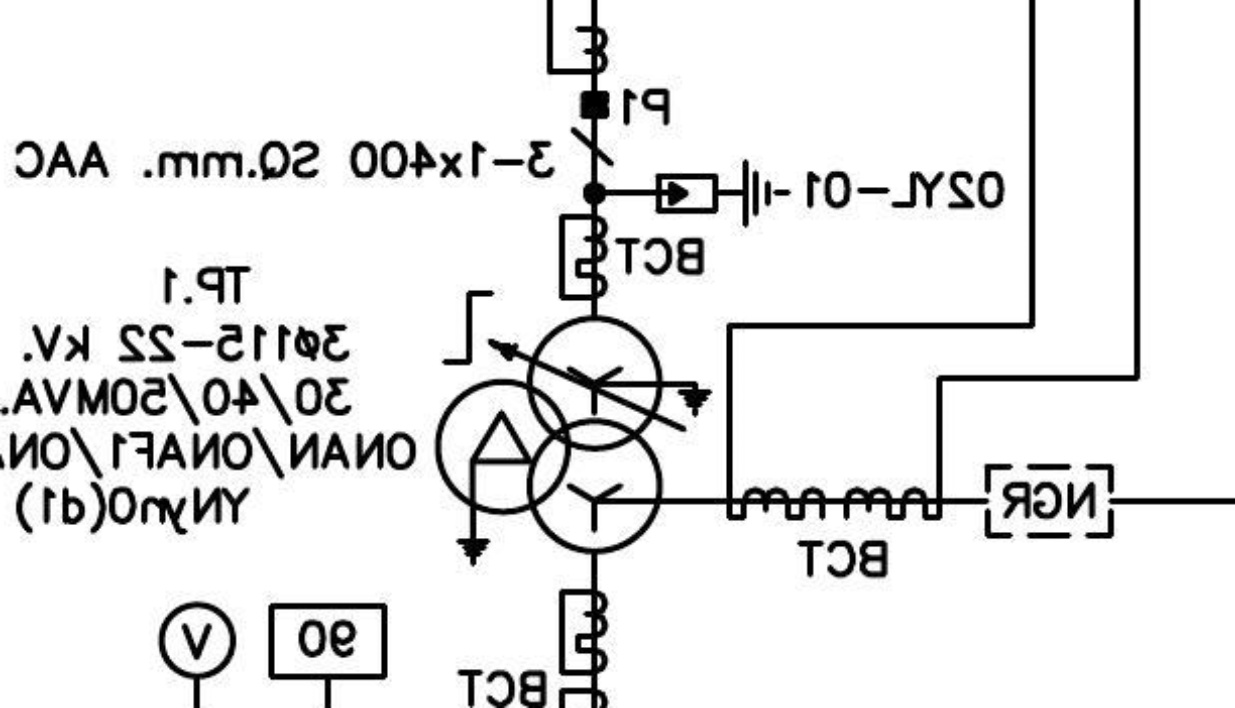 P1
3-1x400 SQ.mm. AAC
02YL-01
BCT
TP.1
3ø115-22 kV.
30/40/50MVA.
ONAN/ONAF1/ONA
YNyn0(d1)
NGR
BCT
V
90
BCT